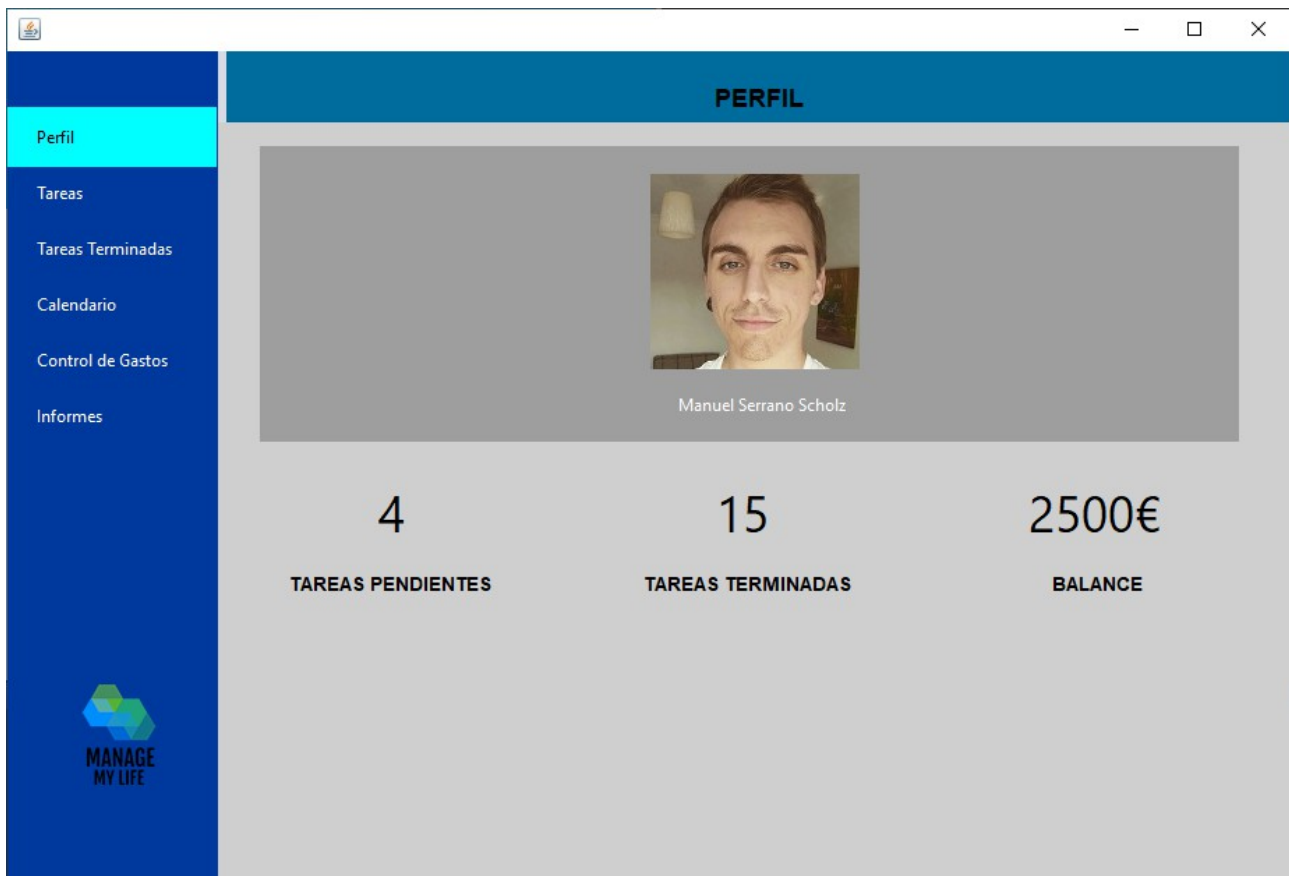 PERFIL
Perfil
Tareas
Tareas Terminadas
Calendario
Control de Gastos
Informes
Manuel Serrano Scholz
4
15
2500€
TAREAS PENDIENTES
TAREAS TERMINADAS
BALANCE
MANAGE
MY LIFE